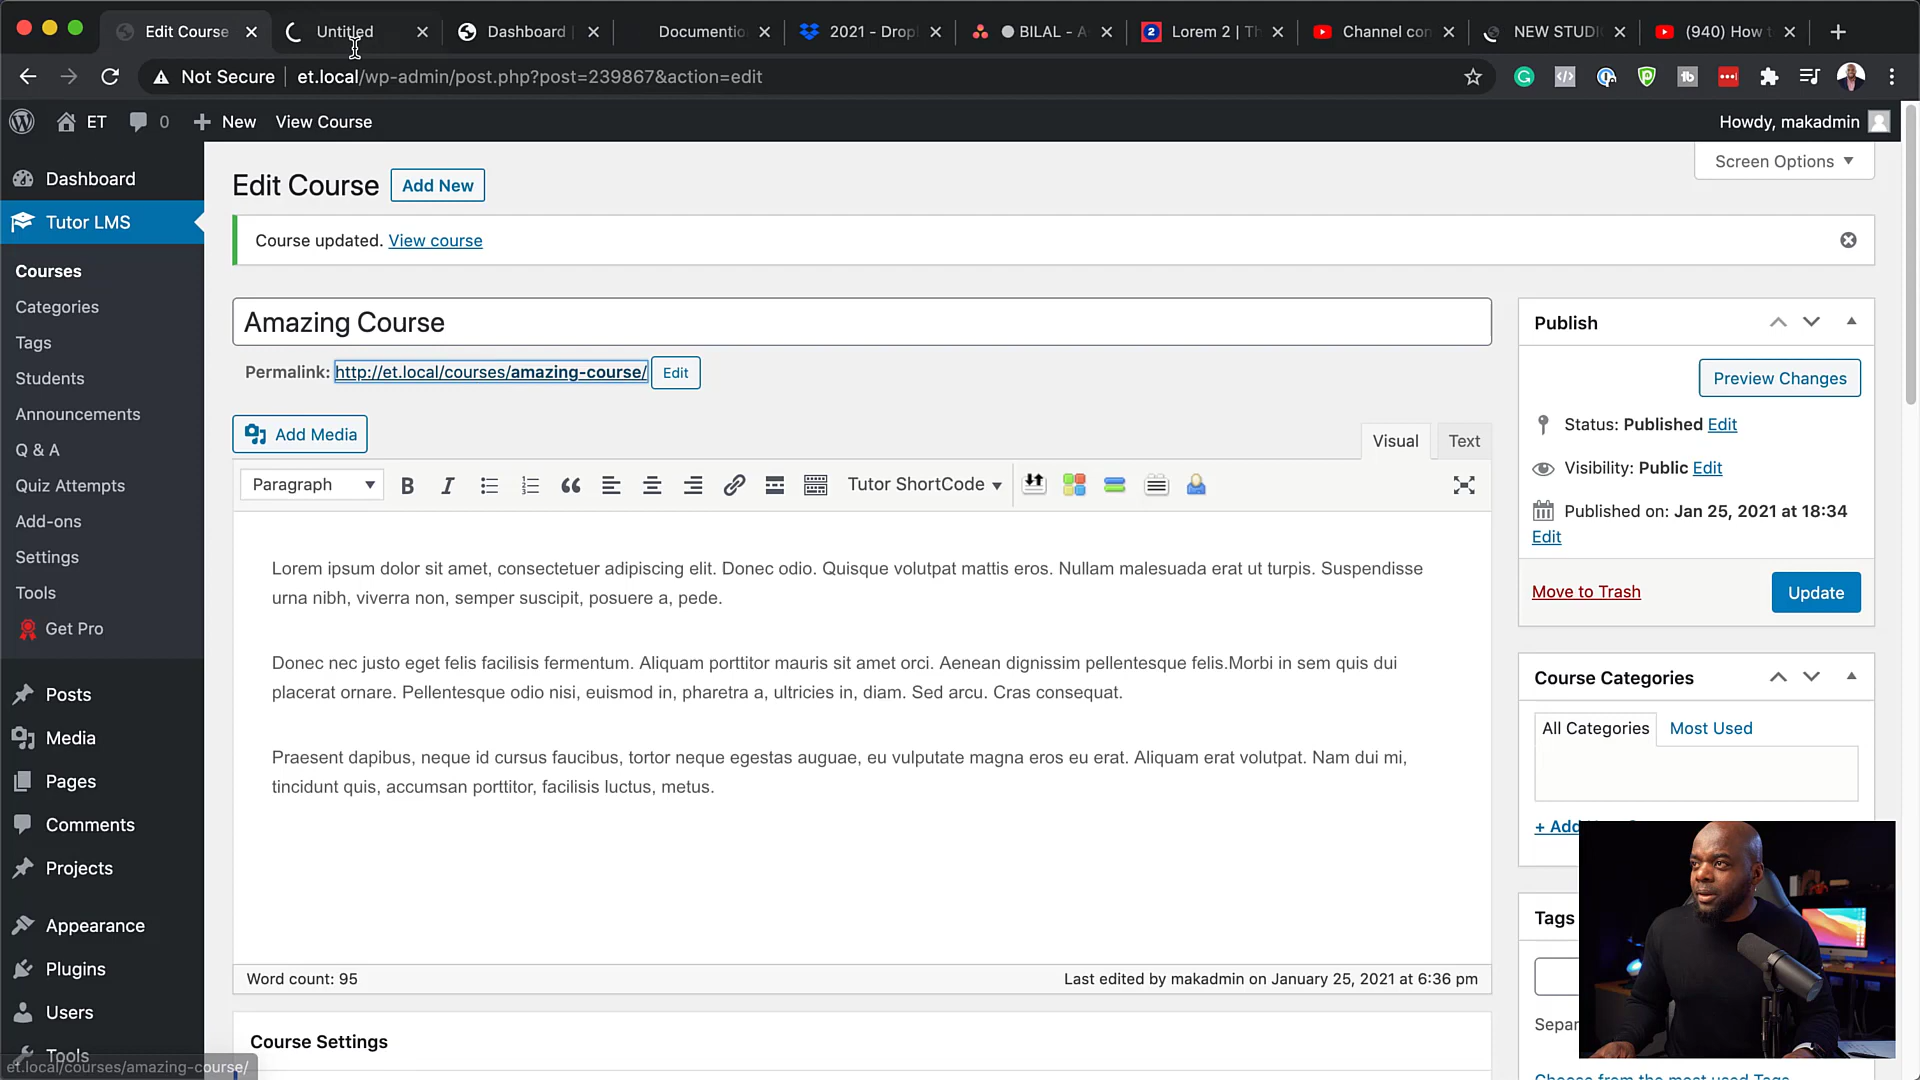 Edit Course
Untitled
Dashboard
Documentio
2021 - Drop
BILAL - A
Lorem 2 | Th
Channel con
NEW STUDI
(940) How t
Not Secure
et.local/wp-admin/post.php?post=239867&action=edit
ET
0
New
View Course
Howdy, makadmin
Screen Options
Dashboard
Tutor LMS
Courses
Categories
Tags
Students
Announcements
Q & A
Quiz Attempts
Add-ons
Settings
Tools
Get Pro
Posts
Media
Pages
Comments
Projects
Appearance
Plugins
Users
Tools
et.local/courses/amazing-course/
Edit Course
Add New
Course updated. View course
Amazing Course
Permalink: http://et.local/courses/amazing-course/ Edit
Add Media
Visual
Text
Paragraph
Tutor ShortCode
Lorem ipsum dolor sit amet, consectetuer adipiscing elit. Donec odio. Quisque volutpat mattis eros. Nullam malesuada erat ut turpis. Suspendisse
urna nibh, viverra non, semper suscipit, posuere a, pede.
Donec nec justo eget felis facilisis fermentum. Aliquam porttitor mauris sit amet orci. Aenean dignissim pellentesque felis.Morbi in sem quis dui
placerat ornare. Pellentesque odio nisi, euismod in, pharetra a, ultricies in, diam. Sed arcu. Cras consequat.
Praesent dapibus, neque id cursus faucibus, tortor neque egestas auguae, eu vulputate magna eros eu erat. Aliquam erat volutpat. Nam dui mi,
tincidunt quis, accumsan porttitor, facilisis luctus, metus.
Word count: 95
Last edited by makadmin on January 25, 2021 at 6:36 pm
Course Settings
Publish
Preview Changes
Status: Published Edit
Visibility: Public Edit
Published on: Jan 25, 2021 at 18:34
Edit
Move to Trash
Update
Course Categories
All Categories
Most Used
+ Add
Tags
Separ
Choose from the most used Tags